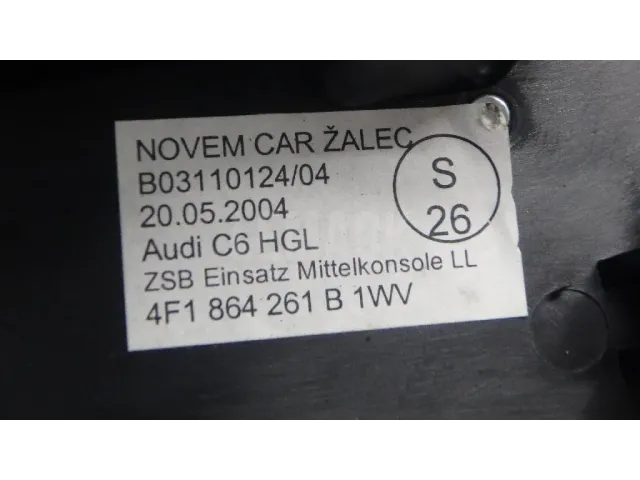 NOVEM CAR ŽALEC
B03110124/04
20.05.2004
Audi C6 HGL
ZSB Einsatz Mittelkonsole LL
4F1 864 261 B 1WV
S
26